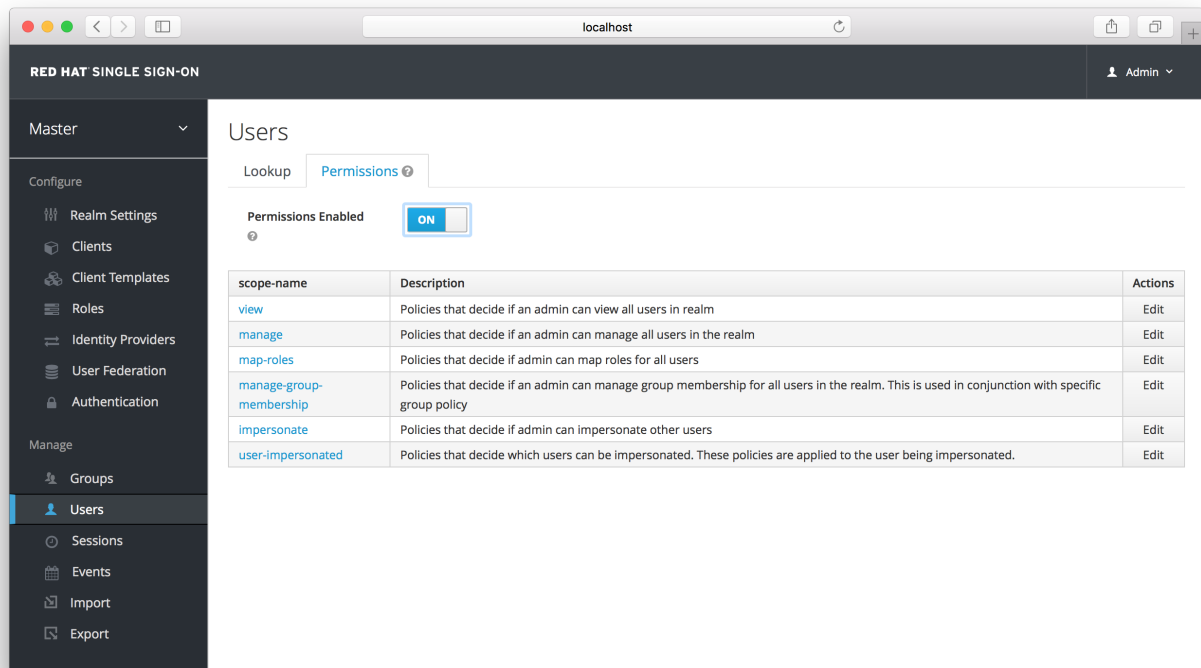 localhost
RED HAT SINGLE SIGN-ON
Admin
Master
Configure
Realm Settings
Clients
Client Templates
Roles
Identity Providers
User Federation
Authentication
Manage
Groups
Users
Sessions
Events
Import
Export
Users
Lookup
Permissions
Permissions Enabled
ON
scope-name Description Actions
view Policies that decide if an admin can view all users in realm Edit
manage Policies that decide if an admin can manage all users in the realm Edit
map-roles Policies that decide if admin can map roles for all users Edit
manage-group- Policies that decide if an admin can manage group membership for all users in the realm. This is used in conjunction with specific Edit
membership group policy
impersonate Policies that decide if admin can impersonate other users Edit
user-impersonated Policies that decide which users can be impersonated. These policies are applied to the user being impersonated. Edit